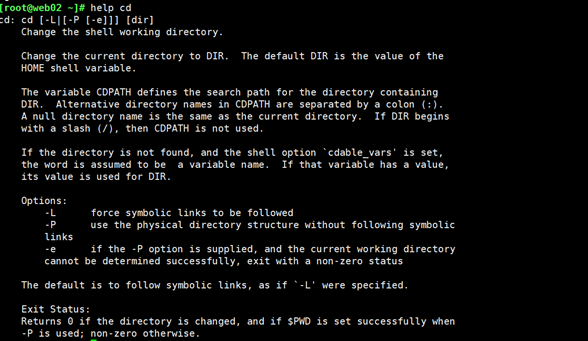 [root@web02 ~]# help cd
cd: cd [-L|[-P [-e]]] [dir]
    Change the shell working directory.

    Change the current directory to DIR.  The default DIR is the value of the
    HOME shell variable.

    The variable CDPATH defines the search path for the directory containing
    DIR.  Alternative directory names in CDPATH are separated by a colon (:).
    A null directory name is the same as the current directory.  If DIR begins
    with a slash (/), then CDPATH is not used.

    If the directory is not found, and the shell option `cdable_vars' is set,
    the word is assumed to be  a variable name.  If that variable has a value,
    its value is used for DIR.

    Options:
        -L	force symbolic links to be followed
        -P	use the physical directory structure without following symbolic
        links
        -e	if the -P option is supplied, and the current working directory
        cannot be determined successfully, exit with a non-zero status

    The default is to follow symbolic links, as if `-L' were specified.

    Exit Status:
    Returns 0 if the directory is changed, and if $PWD is set successfully when
    -P is used; non-zero otherwise.